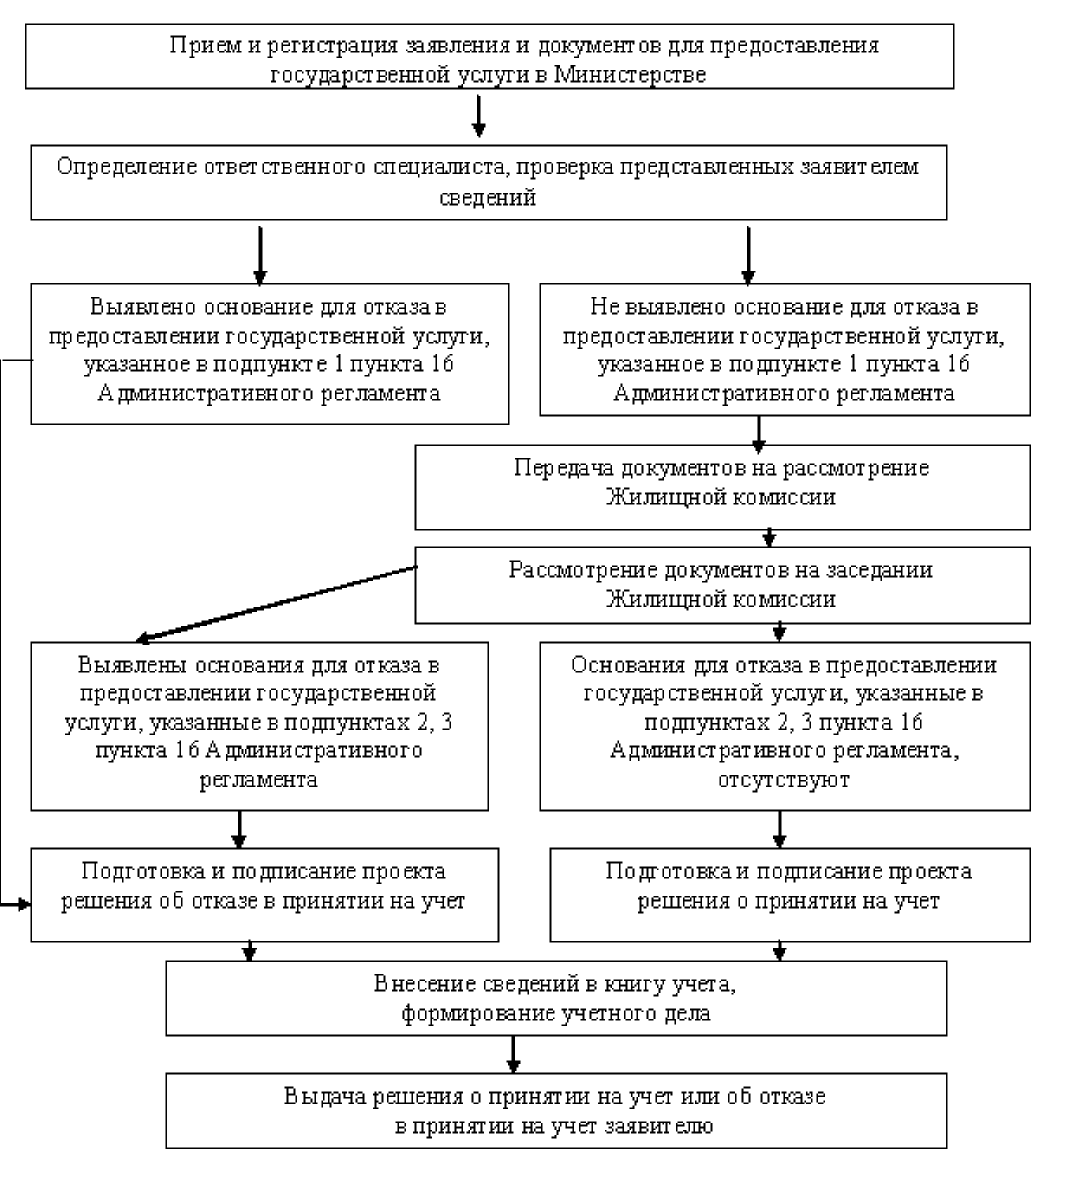 Прием и регистрация заявления и документов для предоставления
государственной услуги в Министерстве
Определение ответственного специалиста, проверка представленных заявителем
сведений
Выявлено основание для отказа в
предоставлении государственной услуги,
указанное в подпункте 1 пункта 16
Административного регламента
Не выявлено основание для отказа в
предоставлении государственной услуги,
указанное в подпункте 1 пункта 16
Административного регламента
Передача документов на рассмотрение
Жилищной комиссии
Рассмотрение документов на заседании
Жилищной комиссии
Выявлены основания для отказа в
предоставлении государственной
услуги, указанные в подпунктах 2, 3
пункта 16 Административного
регламента
Основания для отказа в предоставлении
государственной услуги, указанные в
подпунктах 2, 3 пункта 16
Административного регламента,
отсутствуют
Подготовка и подписание проекта
решения об отказе в принятии на учет
Подготовка и подписание проекта
решения о принятии на учет
Внесение сведений в книгу учета,
формирование учетного дела
Выдача решения о принятии на учет или об отказе
в принятии на учет заявителю